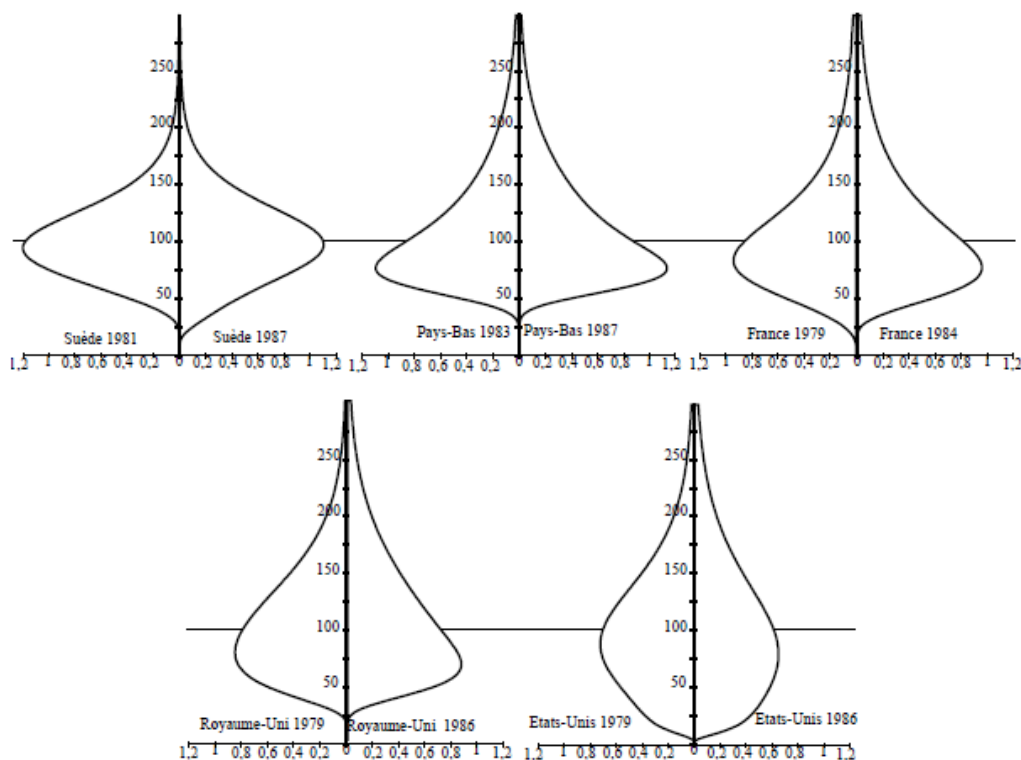 250 250 250
200 200 200
150 150 150
100 100 100
50 50 50
Suède 1981 Suède 1987 Pays-Bas 1983 Pays-Bas 1987 France 1979 France 1984
1,2 1 0,8 0,6 0,4 0,2 0 0,2 0,4 0,6 0,8 1 1,2 1 0,8 0,6 0,4 0,2 0 0,2 0,4 0,6 0,8 1 1,2 1 0,8 0,6 0,4 0,2 0 0,2 0,4 0,6 0,8 1 1,2
250 250
200 200
150 150
100 100
50 50
Royaume-Uni 1979 Royaume-Uni 1986 Etats-Unis 1979 Etats-Unis 1986
1,2 1 0,8 0,6 0,4 0,2 0 0,2 0,4 0,6 0,8 1 1,2 1,2 1 0,8 0,6 0,4 0,2 0 0,2 0,4 0,6 0,8 1 1,2